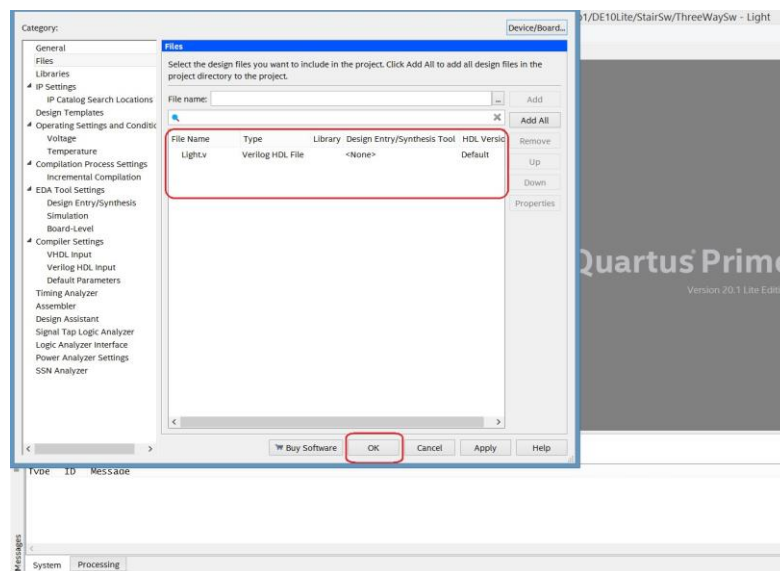 p1/DE10Lite/StairSw/ThreeWaySw - Light
Category:
Device/Board...
General
Files
Libraries
IP Settings
IP Catalog Search Locations
Design Templates
Operating Settings and Conditic
Voltage
Temperature
Compilation Process Settings
Incremental Compilation
EDA Tool Settings
Design Entry/Synthesis
Simulation
Board-Level
Compiler Settings
VHDL Input
Verilog HDL Input
Default Parameters
Timing Analyzer
Assembler
Design Assistant
Signal Tap Logic Analyzer
Logic Analyzer Interface
Power Analyzer Settings
SSN Analyzer
Files
Select the design files you want to include in the project. Click Add All to add all design files in the
project directory to the project.
File name:
...
Add
Add All
Remove
Up
Down
Properties
File Name Type Library Design Entry/Synthesis Tool HDL Versio
Light.v Verilog HDL File <None> Default
Buy Software
OK
Cancel
Apply
Help
Quartus Prime
Version 20.1 Lite Edit
Type ID Message
Messages
System Processing